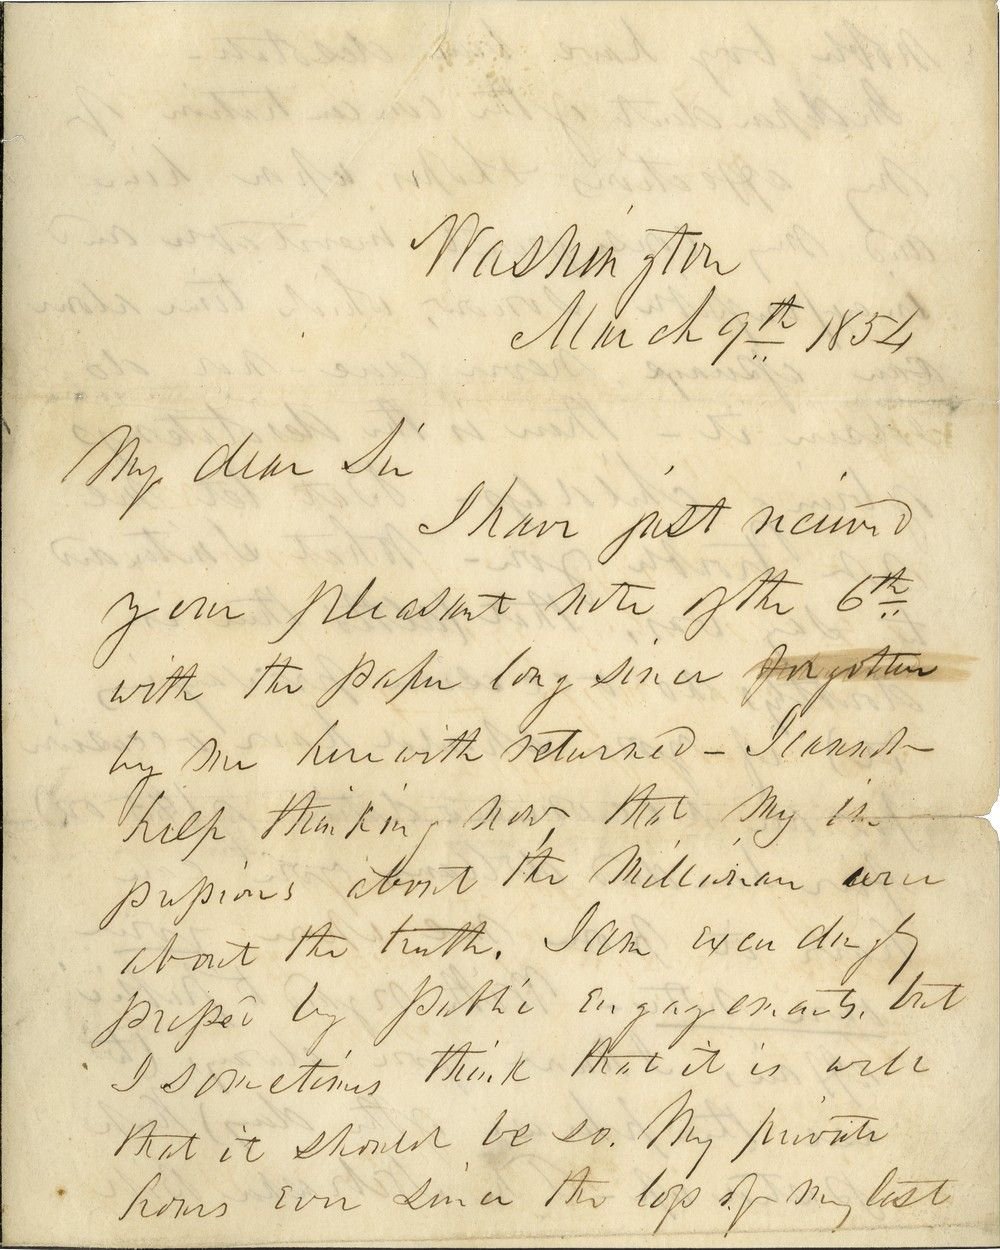 Washington
March 9th 1854
My dear Sir
I have just received
your pleasant note of the 6th
with the paper long since forgotten
by me herewith returned – I cannot
help thinking now, that my im
pressions about the Millerian were
about the truth. I am exceedingly
pressed by public engagements, but
I sometimes think that it is well
that it should be so. My private
hours ever since the loss of my last